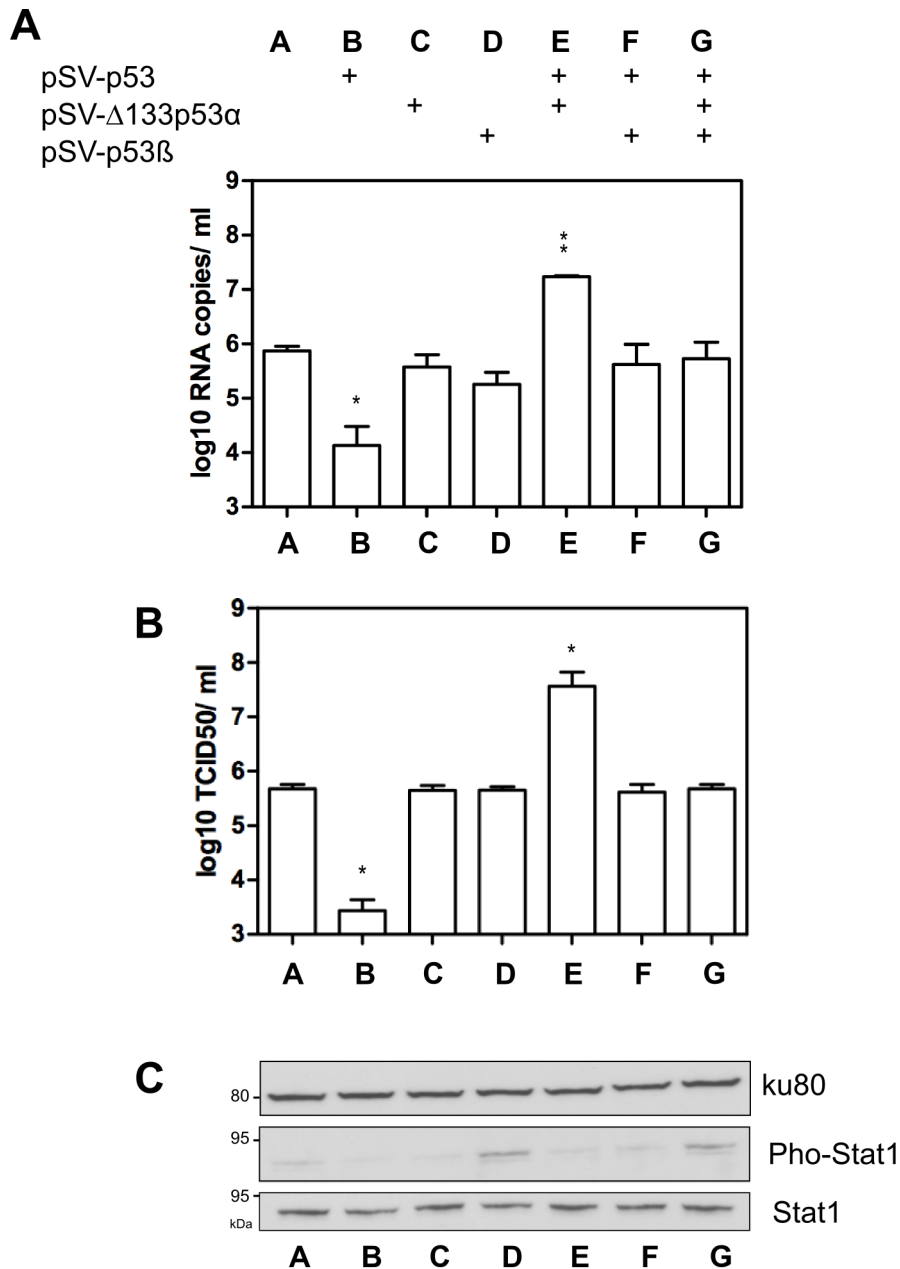 A
A B C D E F G
pSV-p53 + + + +
pSV-Δ133p53α + + +
pSV-p53ß + + +
log10 RNA copies/ ml
9
8
7
6
5
4
3
*
*
*
A B C D E F G
B
log10 TCID50/ ml
9
8
7
6
5
4
3
*
*
A B C D E F G
C
80 ku80
95 Pho-Stat1
95 Stat1
kDa
A B C D E F G